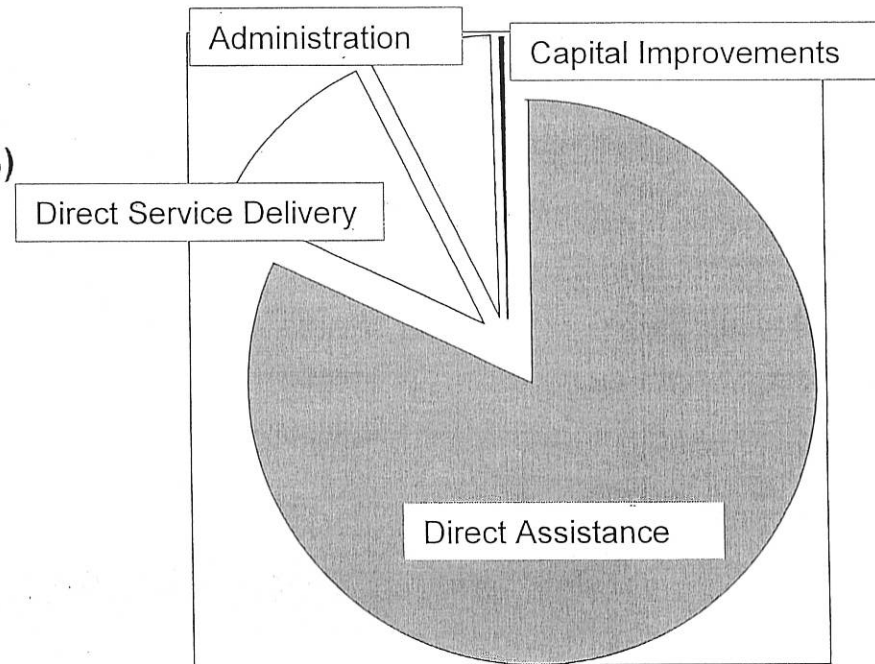 Administration
Capital Improvements
)
Direct Service Delivery
Direct Assistance